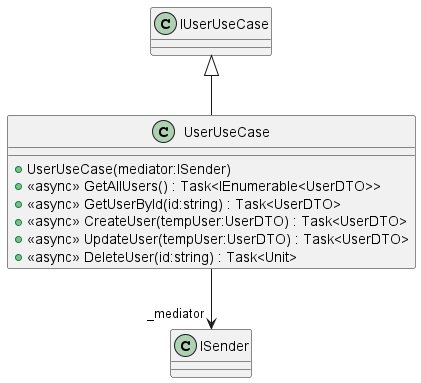 C IUserUseCase
C UserUseCase
UserUseCase(mediator:ISender)
«async» GetAllUsers() : Task<IEnumerable<UserDTO>>
«async» GetUserById(id:string) : Task<UserDTO>
«async» CreateUser(tempUser:UserDTO) : Task<UserDTO>
«async» UpdateUser(tempUser:UserDTO) : Task<UserDTO>
«async» DeleteUser(id:string) : Task<Unit>
_mediator
C ISender